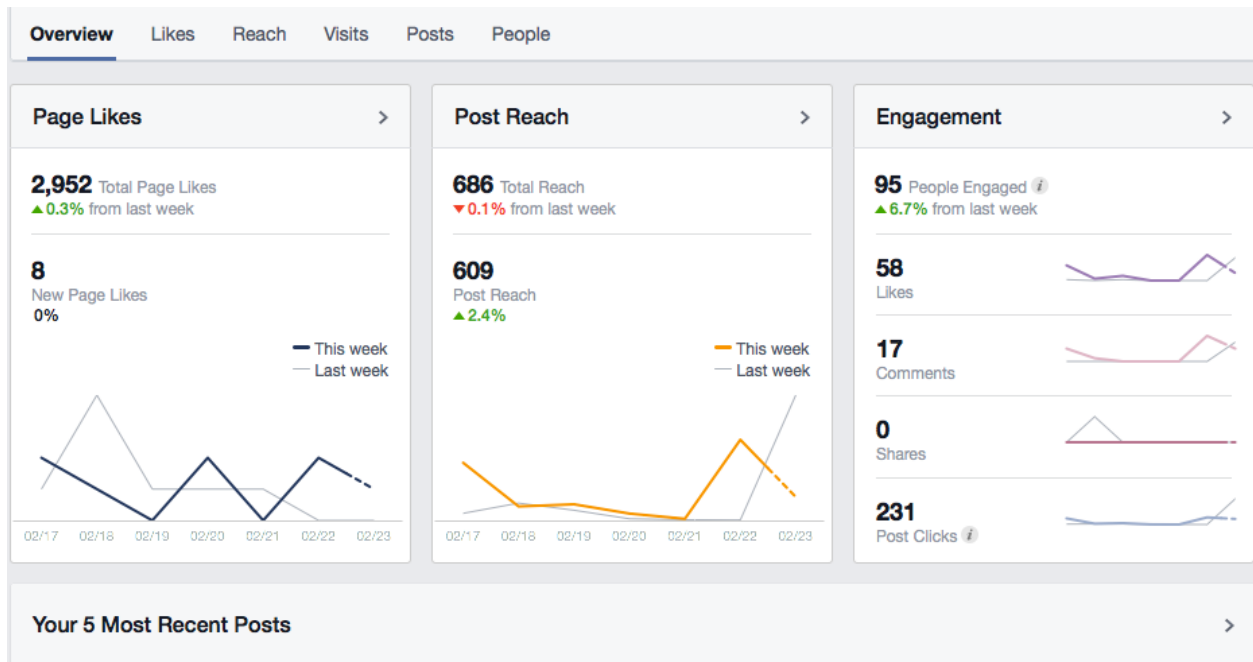 Overview Likes Reach Visits Posts People
Page Likes
2,952 Total Page Likes
0.3% from last week
8
New Page Likes
0%
This week
Last week
02/17 02/18 02/19 02/20 02/21 02/22 02/23
Post Reach
686 Total Reach
0.1% from last week
609
Post Reach
2.4%
This week
Last week
02/17 02/18 02/19 02/20 02/21 02/22 02/23
Engagement
95 People Engaged i
6.7% from last week
58
Likes
17
Comments
0
Shares
231
Post Clicks i
Your 5 Most Recent Posts